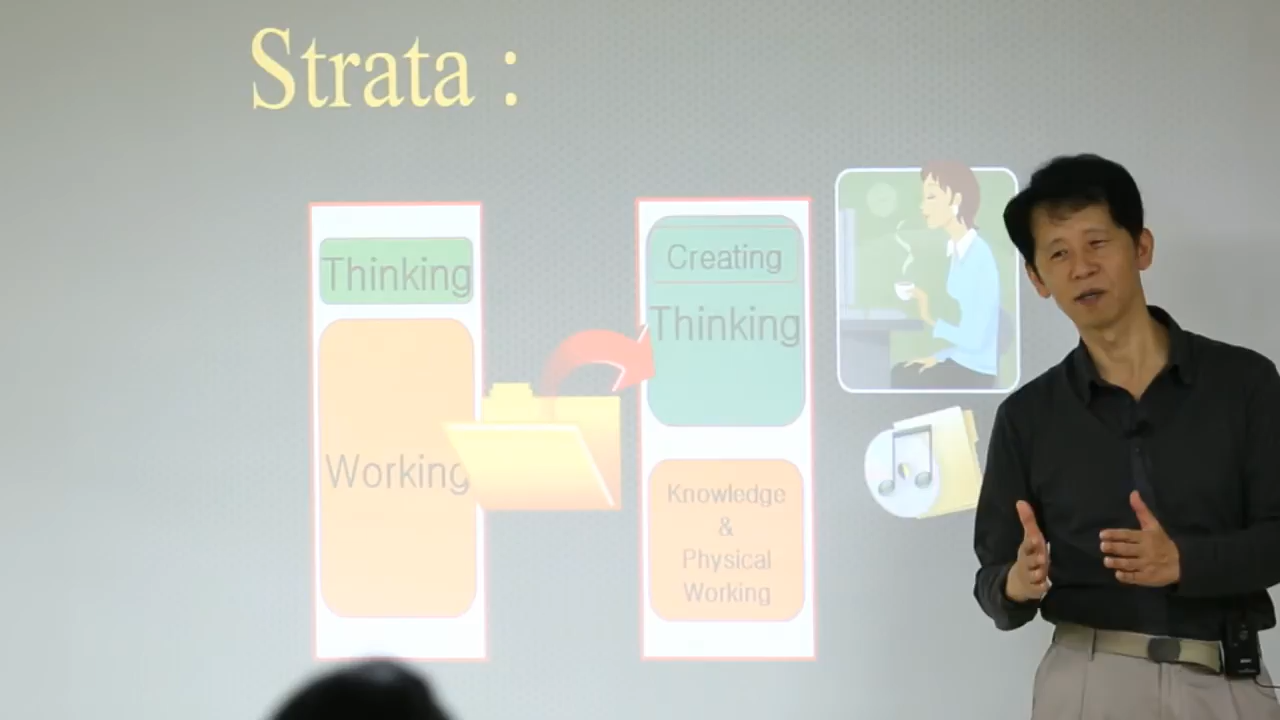 Strata :
Thinking
Working
Creating
Thinking
Knowledge
&
Physical
Working